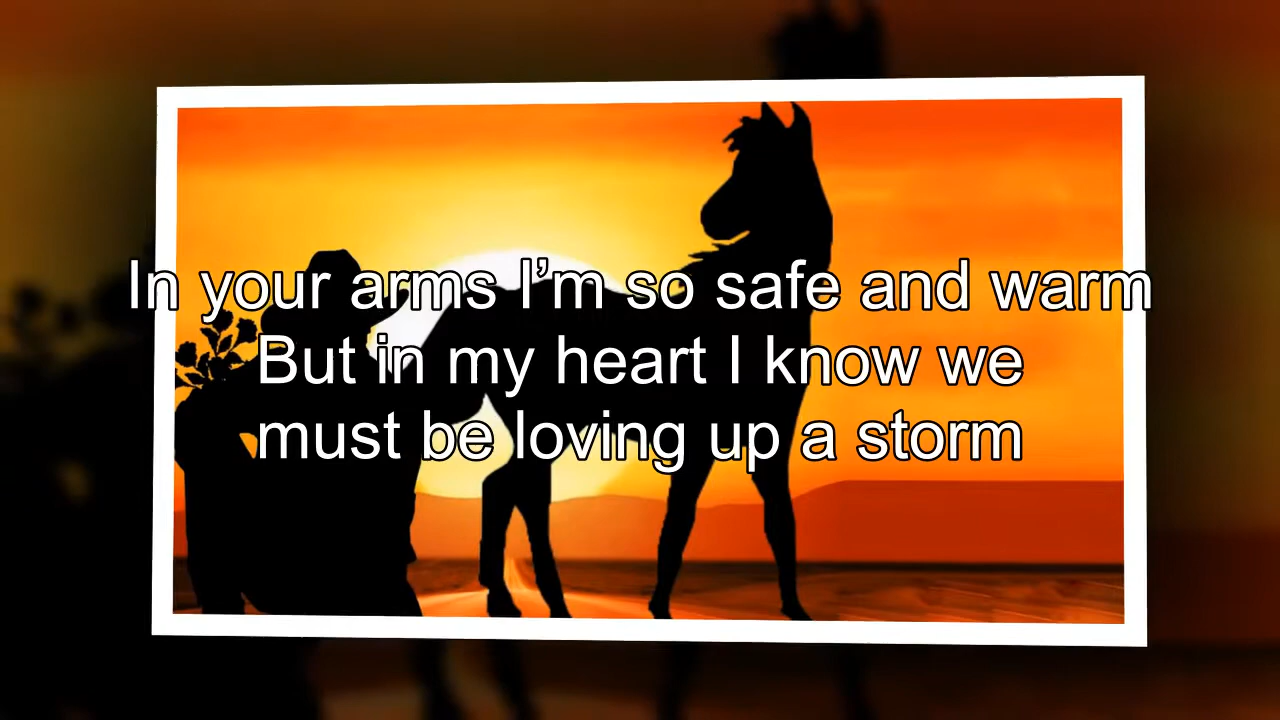 In your arms I’m so safe and warm
But in my heart I know we
must be loving up a storm